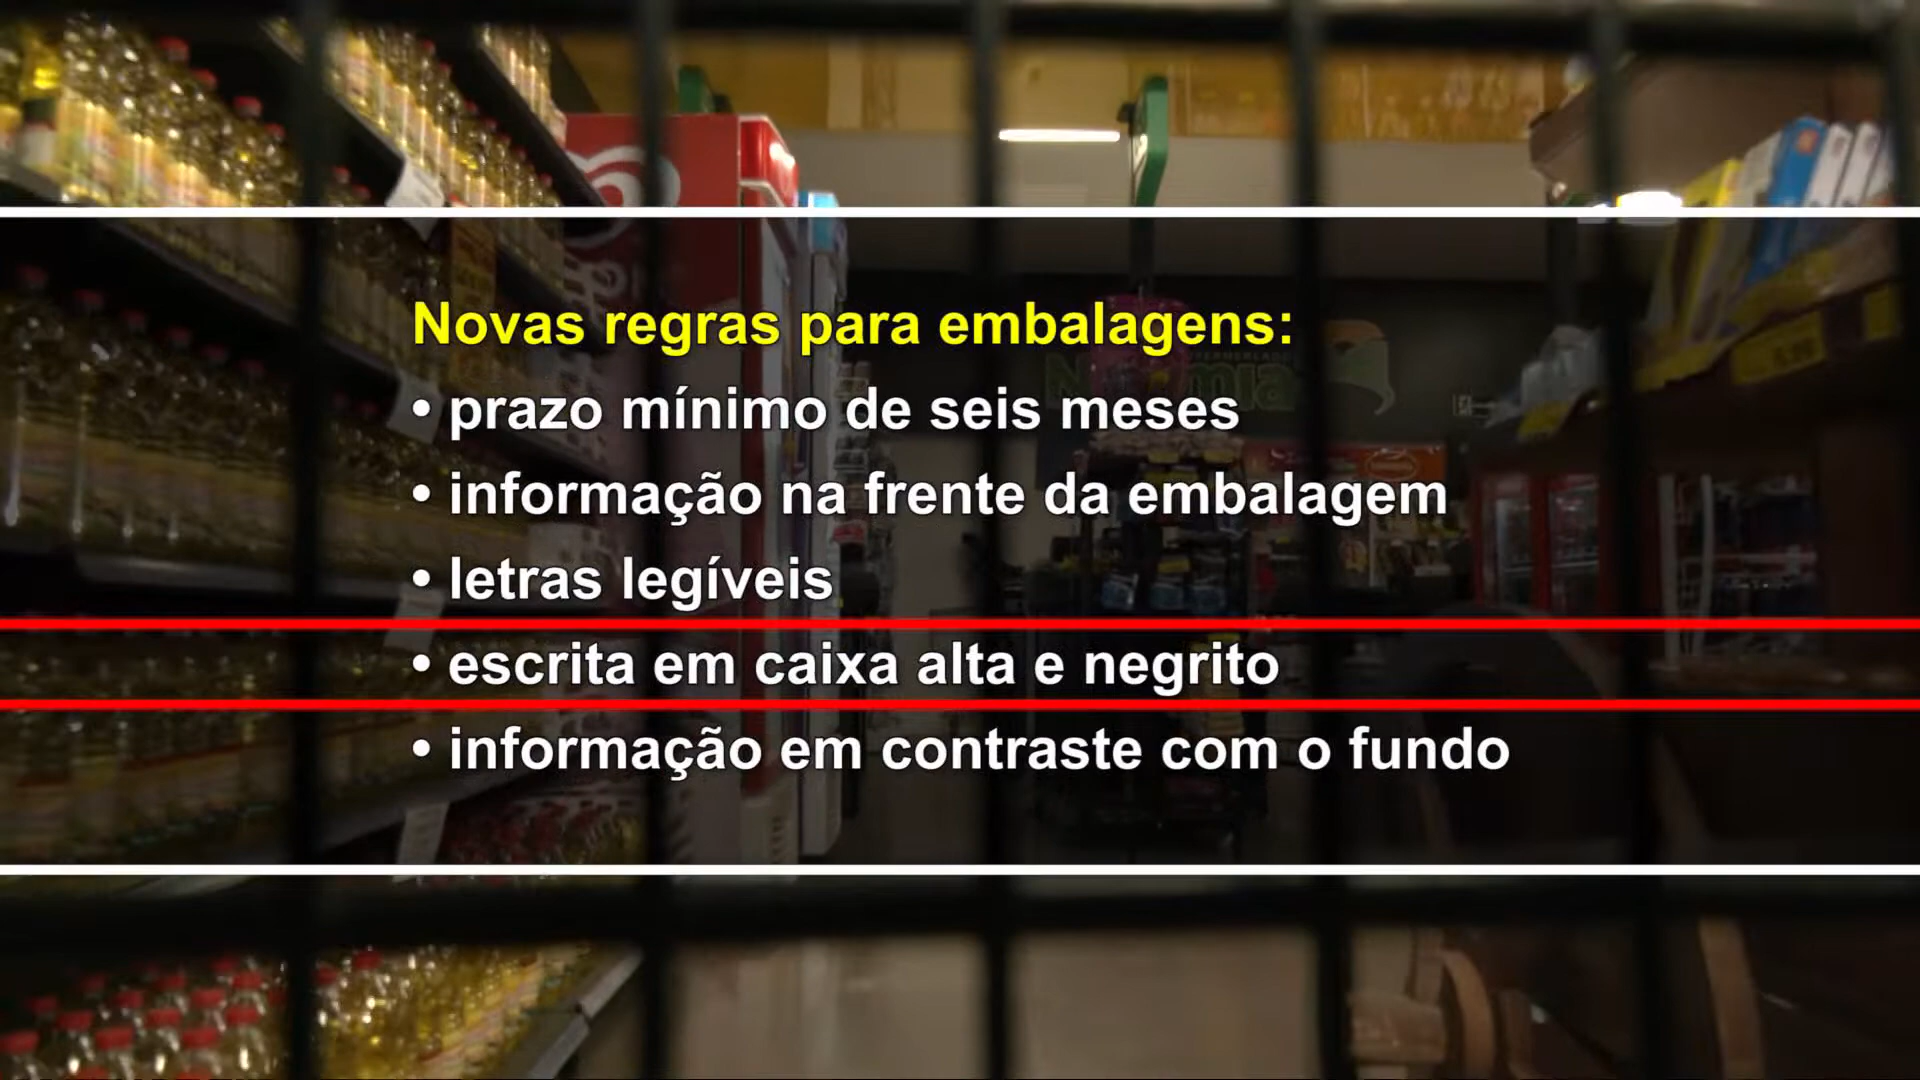 Novas regras para embalagens:
• prazo mínimo de seis meses
• informação na frente da embalagem
• letras legíveis
• escrita em caixa alta e negrito
• informação em contraste com o fundo